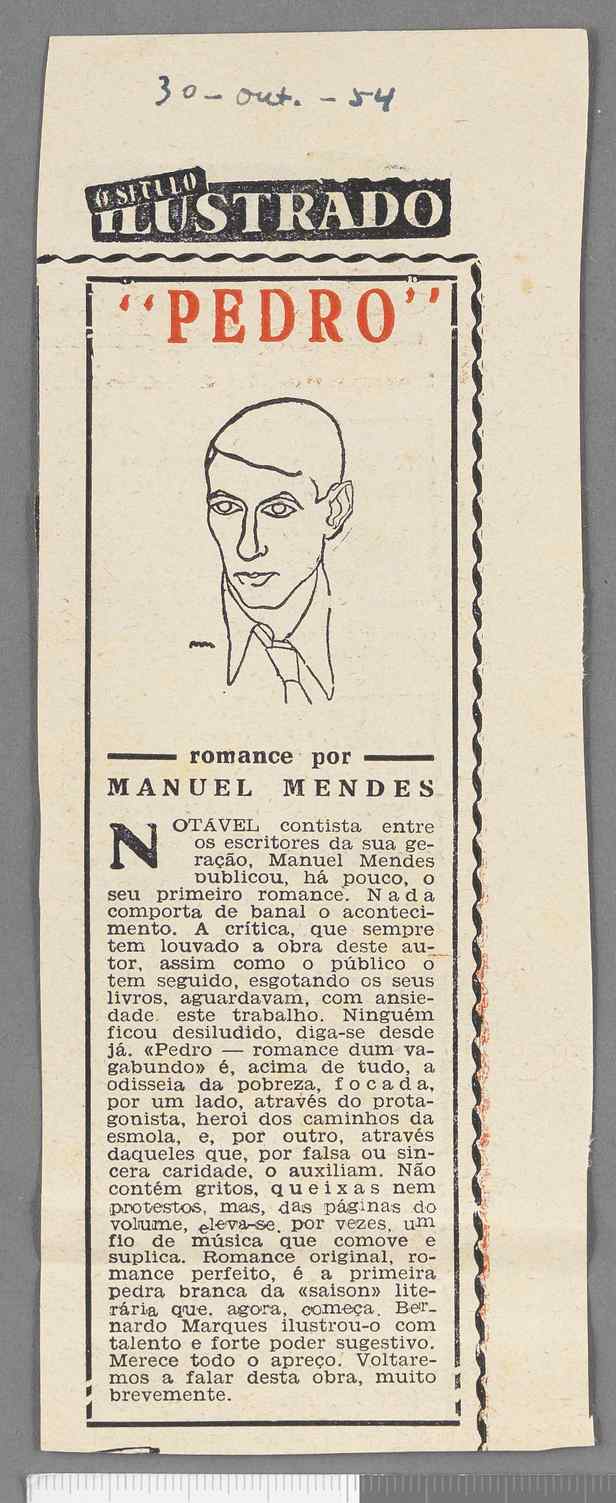 30-out.-54
O SECULO
ILUSTRADO
"PEDRO"
romance por
MANUEL MENDES
NOTÁVEL contista entre
os escritores da sua ge-
ração, Manuel Mendes
publicou, há pouco, o
seu primeiro romance. Nada
comporta de banal o aconteci-
mento. A crítica, que sempre
tem louvado a obra deste au-
tor, assim como o público o
tem seguido, esgotando os seus
livros, aguardavam, com ansie-
dade este trabalho. Ninguém
ficou desiludido, diga-se desde
já. «Pedro — romance dum va-
gabundo» é, acima de tudo, a
odisseia da pobreza, focada,
por um lado, através do prota-
gonista, heroi dos caminhos da
esmola, e, por outro, através
daqueles que, por falsa ou sin-
cera caridade, o auxiliam. Não
contém gritos, queixas nem
protestos, mas, das páginas do
volume, eleva-se, por vezes, um
fio de música que comove e
suplica. Romance original, ro-
mance perfeito, é a primeira
pedra branca da «saison» lite-
rária que, agora, começa. Ber-
nardo Marques ilustrou-o com
talento e forte poder sugestivo.
Merece todo o apreço. Voltare-
mos a falar desta obra, muito
brevemente.